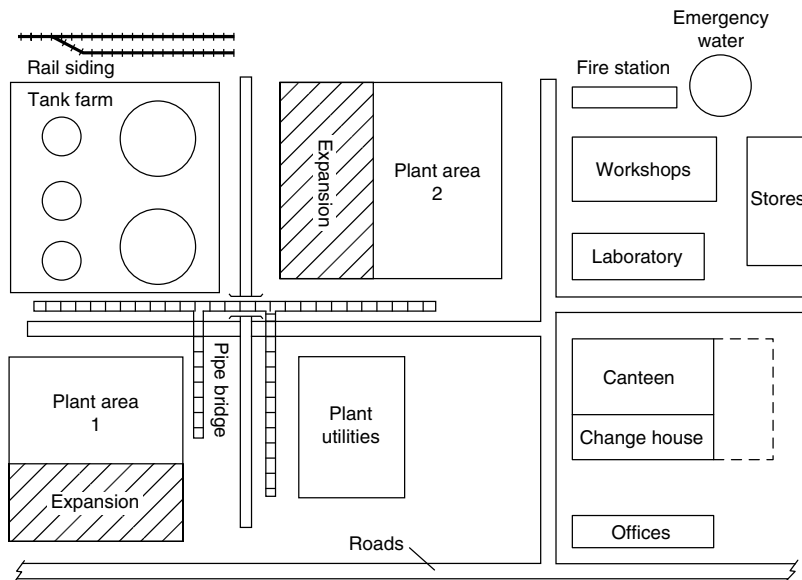 Emergency
water
Rail siding
Fire station
Tank farm
Expansion
Plant area
2
Workshops
Stores
Laboratory
Pipe bridge
Plant area
1
Plant
utilities
Canteen
Change house
Expansion
Offices
Roads